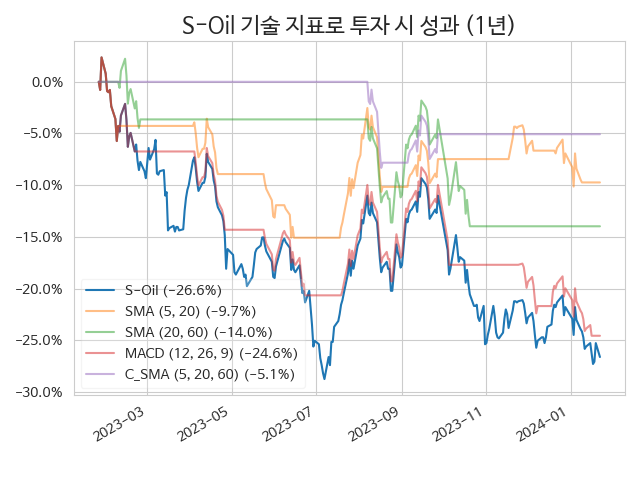 S-Oil 기술 지표로 투자 시 성과 (1년)
0.0%
−5.0%
−10.0%
−15.0%
−20.0%
−25.0%
−30.0%
S-Oil (−26.6%)
SMA (5, 20) (−9.7%)
SMA (20, 60) (−14.0%)
MACD (12, 26, 9) (−24.6%)
C_SMA (5, 20, 60) (−5.1%)
2023-03
2023-05
2023-07
2023-09
2023-11
2024-01